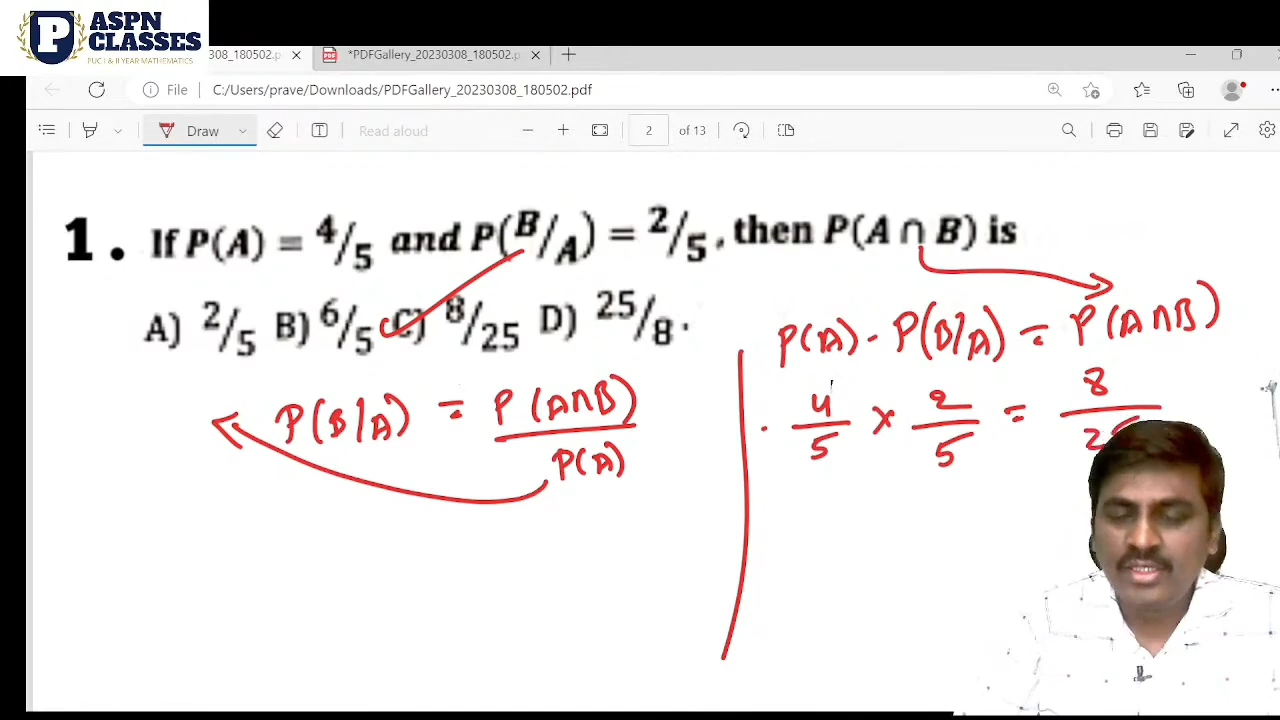 ASPN
CLASSES
PUC I & II YEAR MATHEMATICS
308_180502.p
*PDFGallery_20230308_180502.p
File
C:/Users/prave/Downloads/PDFGallery_20230308_180502.pdf
Draw
Read aloud
2
of 13
1. If P(A) = 4/5 and P(B/A) = 2/5, then P(A ∩ B) is
A) 2/5 B) 6/5 C) 8/25 D) 25/8.
P(A) · P(B/A) = P(A∩B)
4/5 × 2/5 = 8/
P(B/A) = P(A∩B)/P(A)